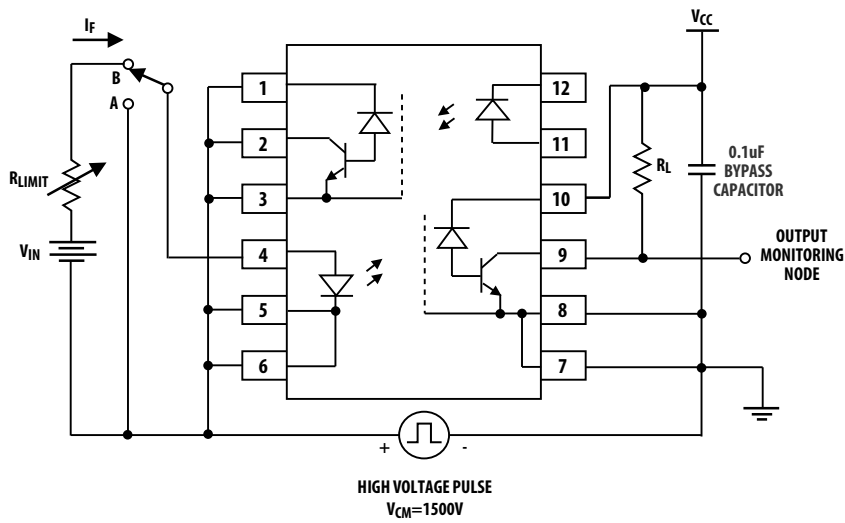 IF
VCC
B
A
1
2
3
4
5
6
12
11
10
9
8
7
RLIMIT
VIN
RL
0.1uF
BYPASS
CAPACITOR
OUTPUT
MONITORING
NODE
+
-
HIGH VOLTAGE PULSE
VCM=1500V